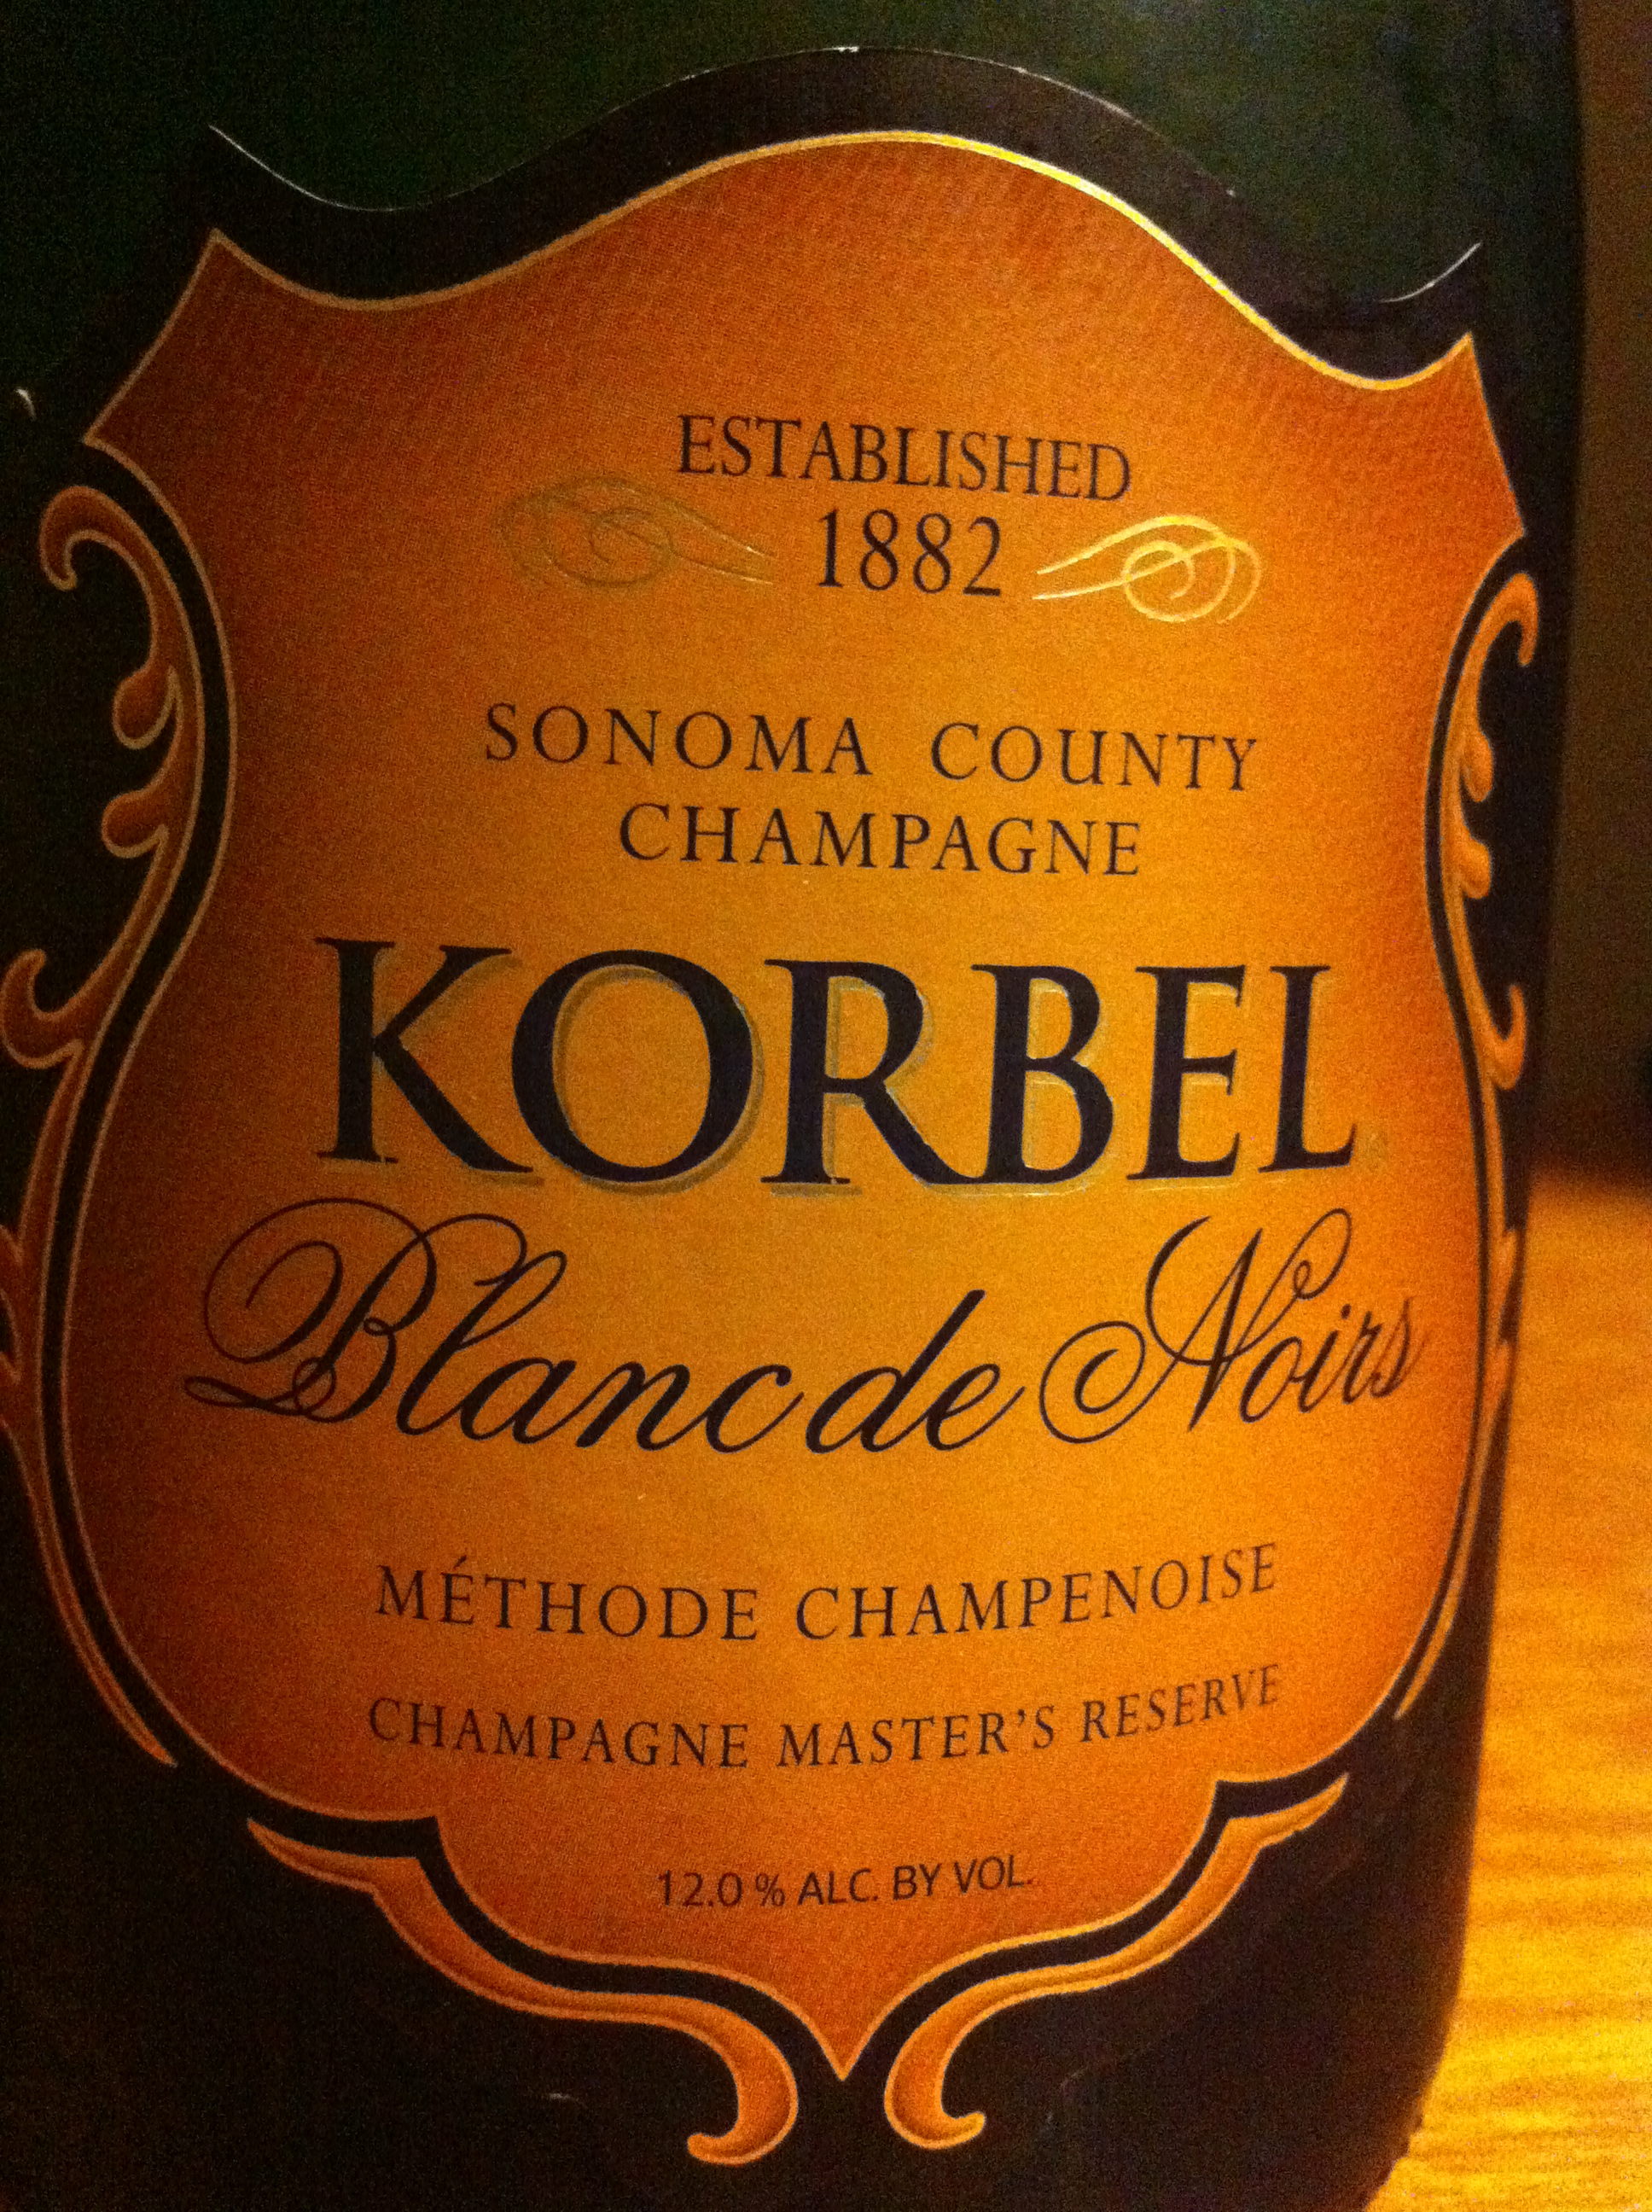 ESTABLISHED
1882
SONOMA COUNTY
CHAMPAGNE
KORBEL
Blanc de Noirs
MÉTHODE CHAMPENOISE
CHAMPAGNE MASTER'S RESERVE
12.0 % ALC. BY VOL.